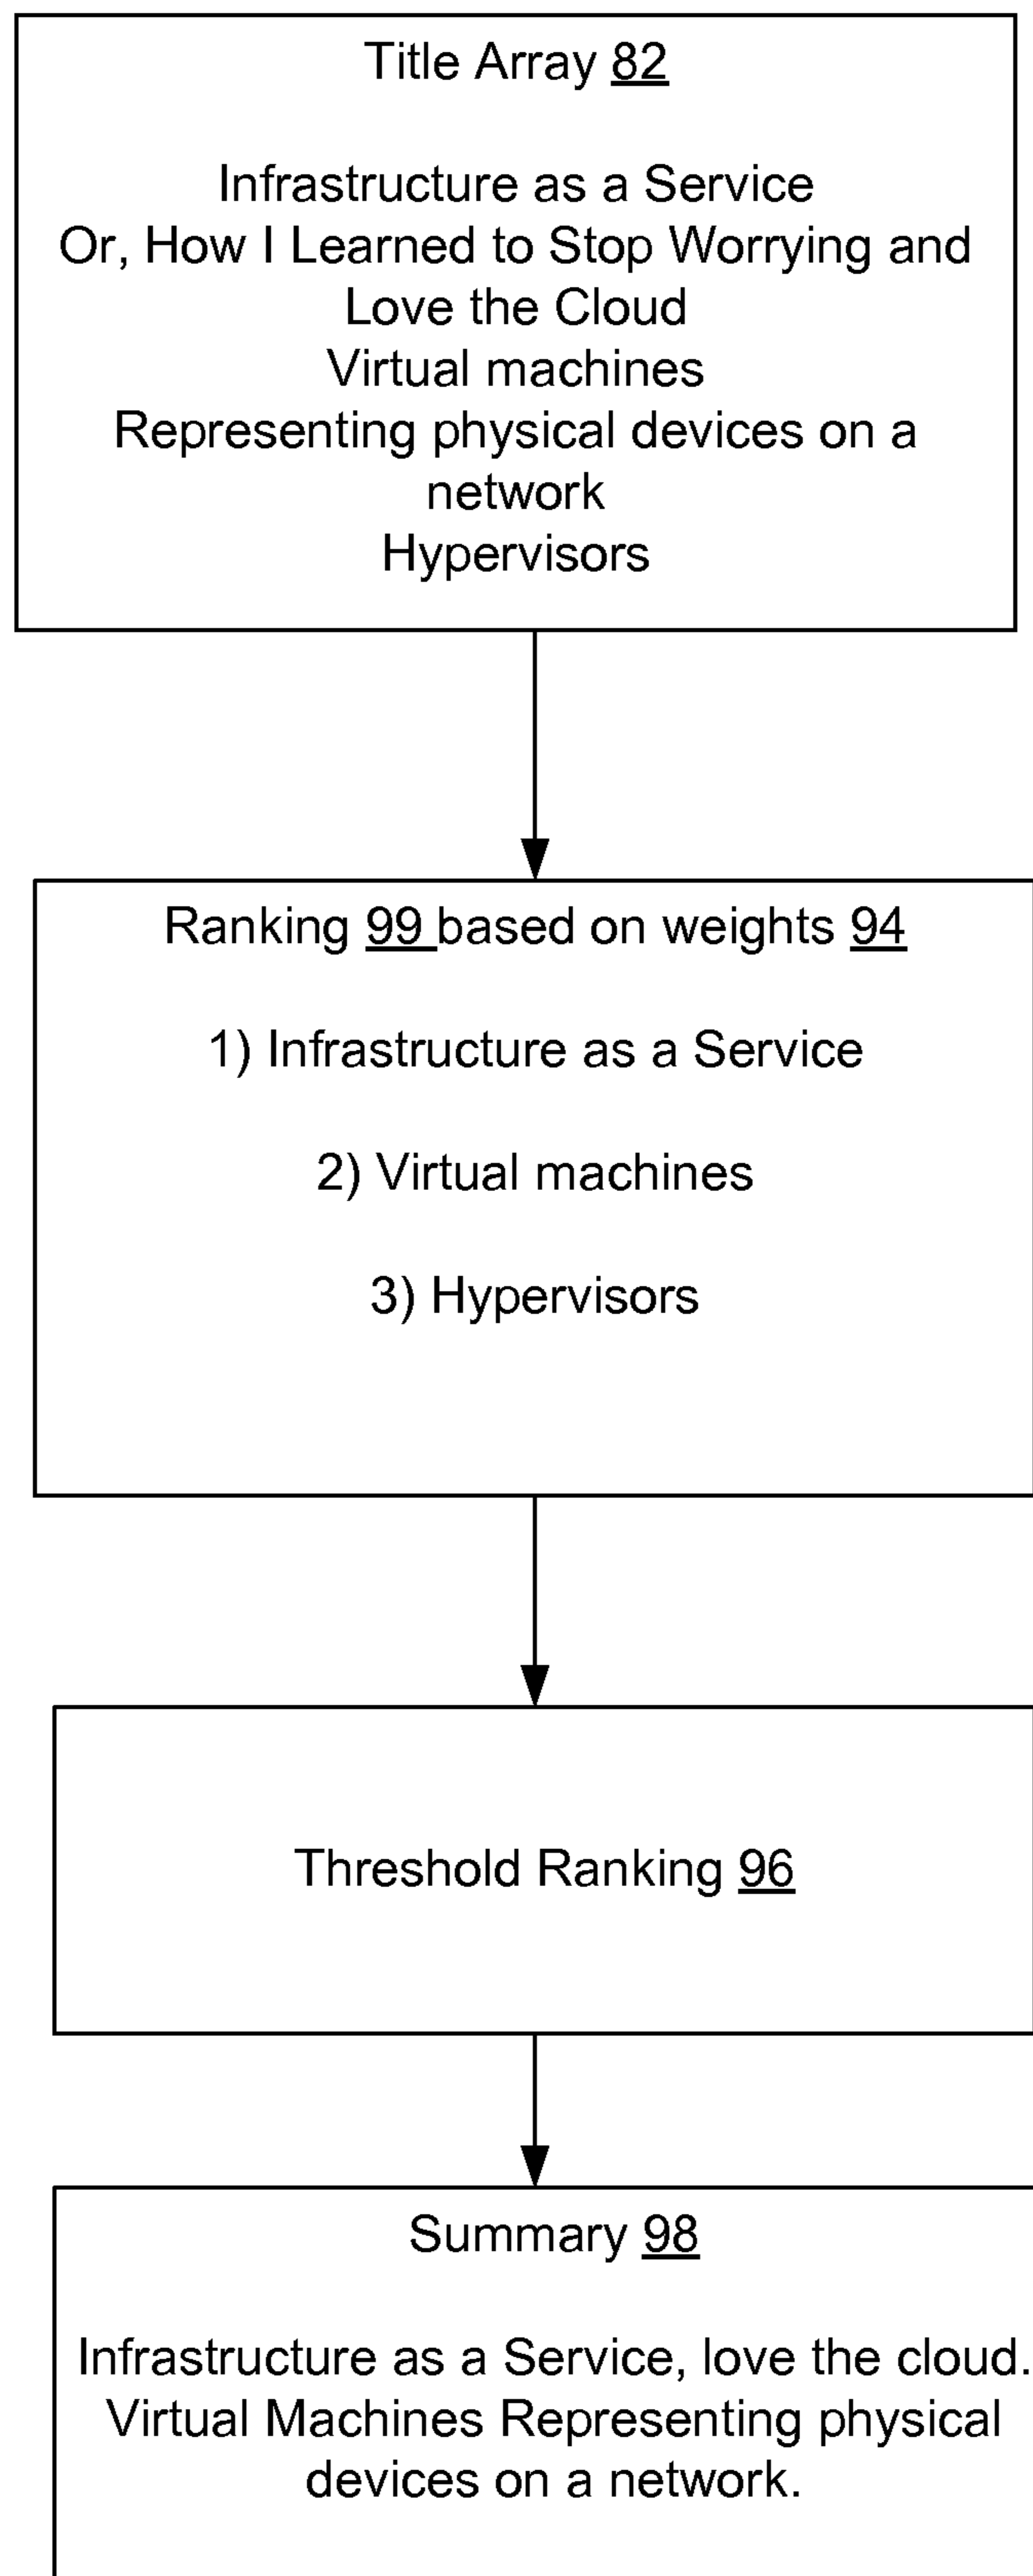 Title Array 82
Infrastructure as a Service
Or, How I Learned to Stop Worrying and
Love the Cloud
Virtual machines
Representing physical devices on a
network
Hypervisors
Ranking 99 based on weights 94
1) Infrastructure as a Service
2) Virtual machines
3) Hypervisors
Threshold Ranking 96
Summary 98
Infrastructure as a Service, love the cloud.
Virtual Machines Representing physical
devices on a network.